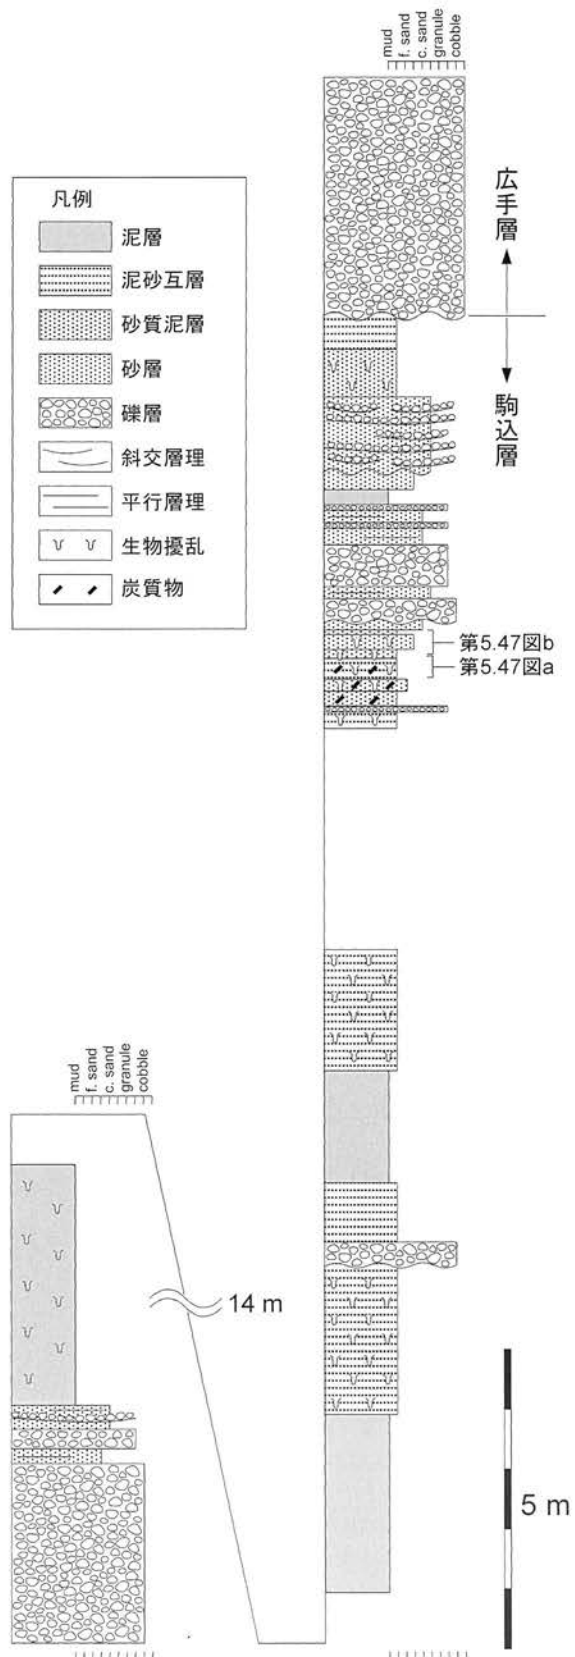 mud
f. sand
c. sand
granule
cobble
広手層
駒込層
凡例
泥層
泥砂互層
砂質泥層
砂層
礫層
斜交層理
平行層理
生物擾乱
炭質物
第5.47図b
第5.47図a
mud
f. sand
c. sand
granule
cobble
14 m
5 m